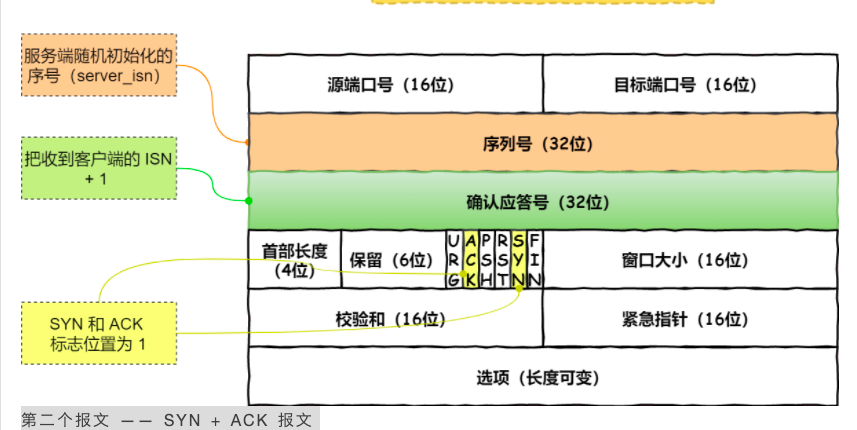 服务端随机初始化的
序号（server_isn）
源端口号（16位）
目标端口号（16位）
序列号（32位）
把收到客户端的 ISN
+ 1
确认应答号（32位）
首部长度
（4位）
保留（6位）
URG
ACK
PSH
RST
SYN
FIN
窗口大小（16位）
SYN 和 ACK
标志位置为 1
校验和（16位）
紧急指针（16位）
选项（长度可变）
第二个报文 —— SYN + ACK 报文